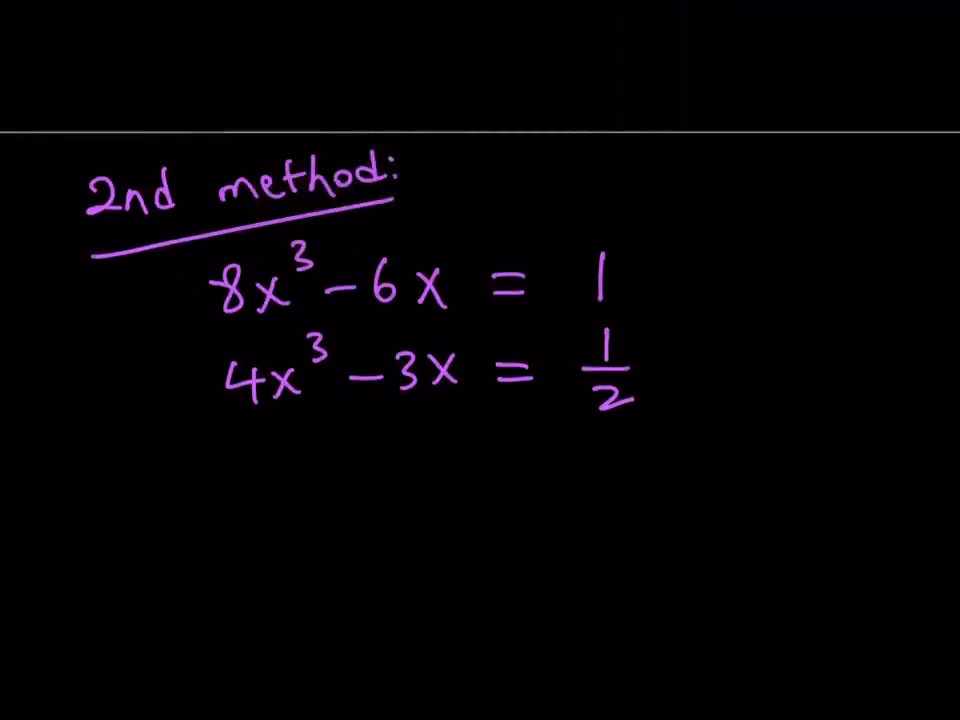 2nd method:
8x³ - 6x = 1
4x³ - 3x = 1/2